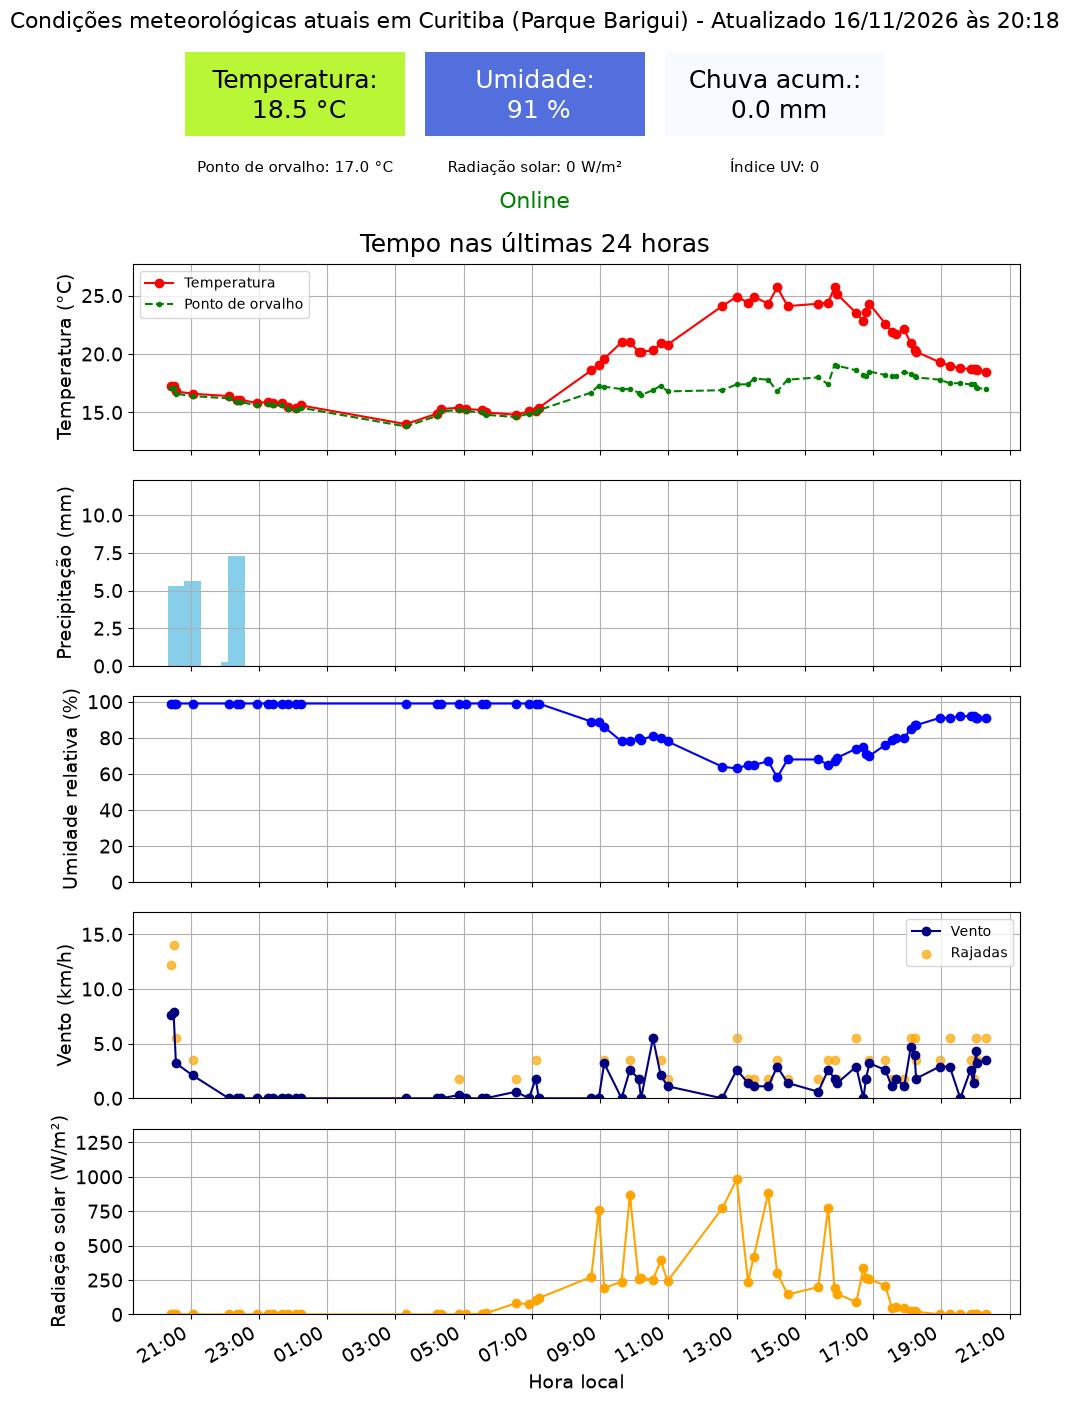 Condições meteorológicas atuais em Curitiba (Parque Barigui) - Atualizado 16/11/2026 às 20:18
Temperatura:
18.5 °C
Umidade:
91 %
Chuva acum.:
0.0 mm
Ponto de orvalho: 17.0 °C
Radiação solar: 0 W/m²
Índice UV: 0
Online
Tempo nas últimas 24 horas
Temperatura (°C)
25.0
20.0
15.0
Temperatura
Ponto de orvalho
Precipitação (mm)
10.0
7.5
5.0
2.5
0.0
Umidade relativa (%)
100
80
60
40
20
0
Vento (km/h)
15.0
10.0
5.0
0.0
Vento
Rajadas
Radiação solar (W/m²)
1250
1000
750
500
250
0
21:00
23:00
01:00
03:00
05:00
07:00
09:00
11:00
13:00
15:00
17:00
19:00
21:00
Hora local